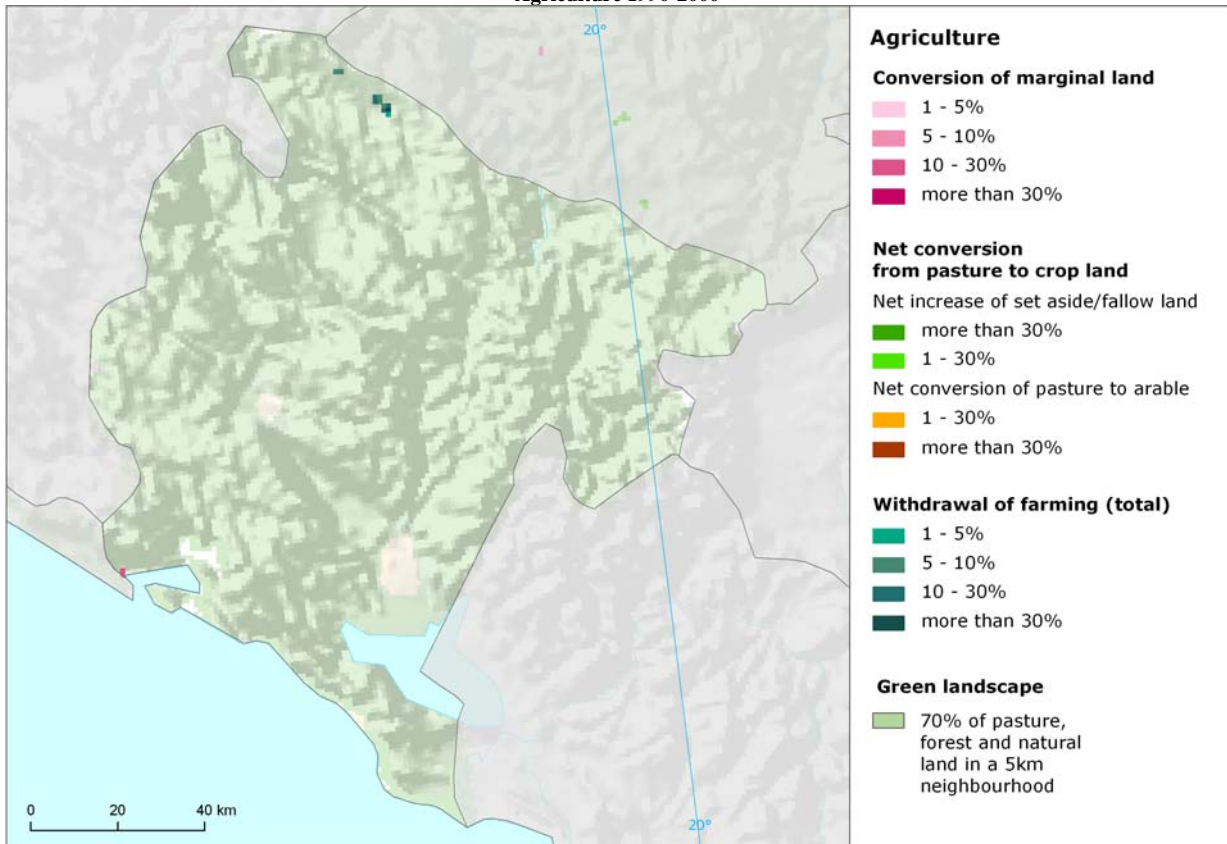 Agriculture 1990-2000
20°
Agriculture
Conversion of marginal land
1 - 5%
5 - 10%
10 - 30%
more than 30%
Net conversion
from pasture to crop land
Net increase of set aside/fallow land
more than 30%
1 - 30%
Net conversion of pasture to arable
1 - 30%
more than 30%
Withdrawal of farming (total)
1 - 5%
5 - 10%
10 - 30%
more than 30%
Green landscape
70% of pasture,
forest and natural
land in a 5km
neighbourhood
0 20 40 km
20°